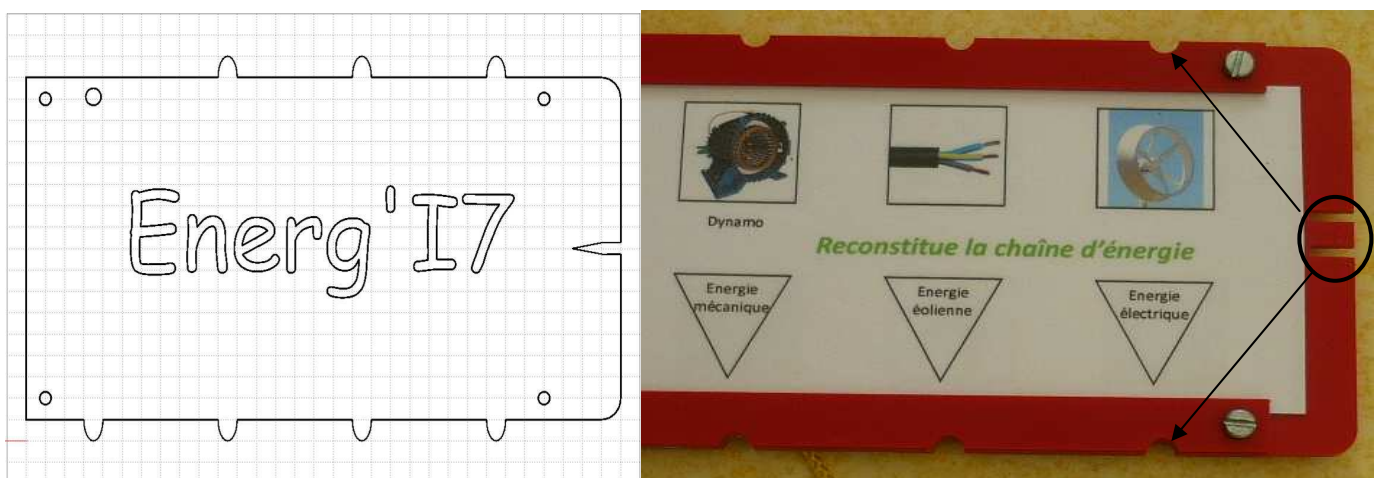 Energ'I7
Dynamo
Reconstitue la chaîne d'énergie
Energie
mécanique
Energie
éolienne
Energie
électrique